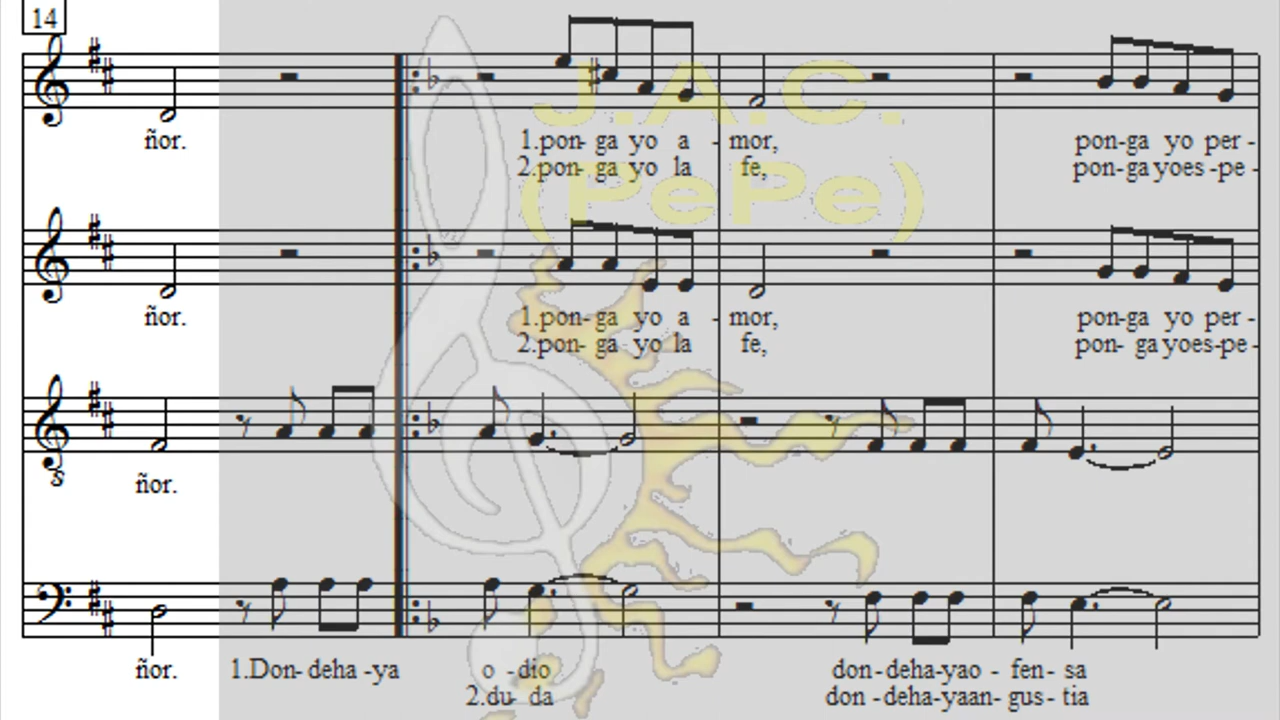 14
ñor.
1.pon- ga yo a - mor, pon-ga yo per -
2.pon- ga yo la fe, pon-ga yoes -pe -
J.A.C.
(PePe)
ñor.
1.pon-ga yo a - mor, pon-ga yo per -
2.pon- ga yo la fe, pon- ga yoes-pe -
8
ñor.
ñor. 1.Don- deha -ya o -dio don-deha-yao - fen- sa
2.du- da don -deha-yaan- gus- tia